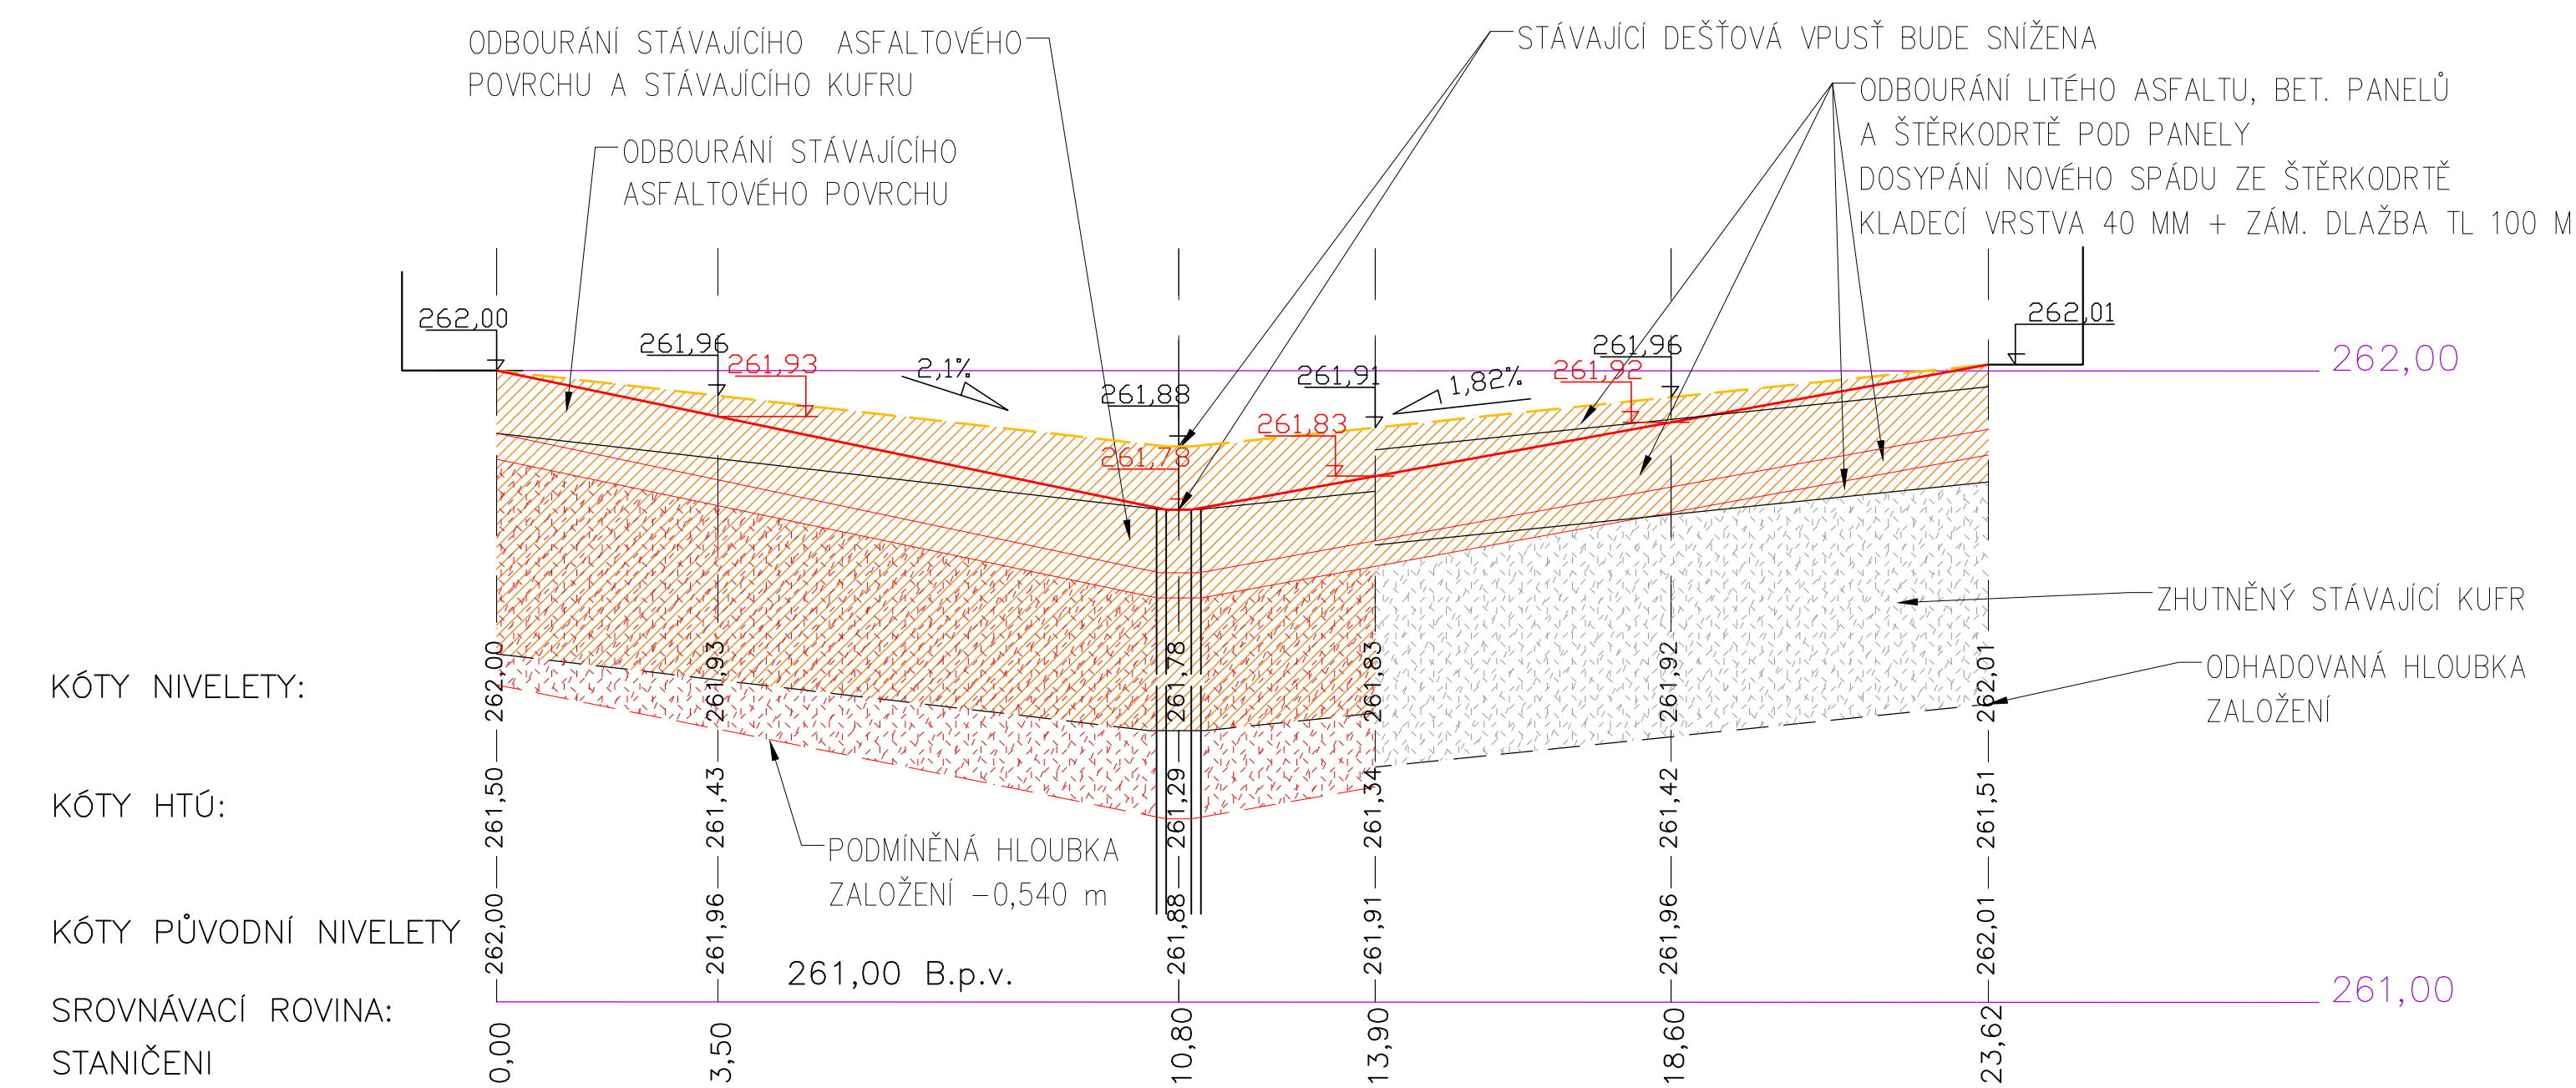 ODBOURÁNÍ STÁVAJÍCÍHO ASFALTOVÉHO
POVRCHU A STÁVAJÍCÍHO KUFRU
STÁVAJÍCÍ DEŠŤOVÁ VPUSŤ BUDE SNÍŽENA
ODBOURÁNÍ LITÉHO ASFALTU, BET. PANELŮ
A ŠTĚRKODRTĚ POD PANELY
DOSYPÁNÍ NOVÉHO SPÁDU ZE ŠTĚRKODRTĚ
KLADECÍ VRSTVA 40 MM + ZÁM. DLAŽBA TL 100 M
ODBOURÁNÍ STÁVAJÍCÍHO
ASFALTOVÉHO POVRCHU
262,00
261,96
261,93
2,1%
261,88
261,78
261,91
261,83
1,82%
261,96
261,92
262,01
262,00
ZHUTNĚNÝ STÁVAJÍCÍ KUFR
ODHADOVANÁ HLOUBKA
ZALOŽENÍ
PODMÍNĚNÁ HLOUBKA
ZALOŽENÍ -0,540 m
KÓTY NIVELETY:
262,00
261,93
261,78
261,83
261,92
262,01
KÓTY HTÚ:
261,50
261,43
261,29
261,34
261,42
261,51
KÓTY PŮVODNÍ NIVELETY
262,00
261,96
261,88
261,91
261,96
262,01
261,00 B.p.v.
261,00
SROVNÁVACÍ ROVINA:
STANIČENI
0,00
3,50
10,80
13,90
18,60
23,62